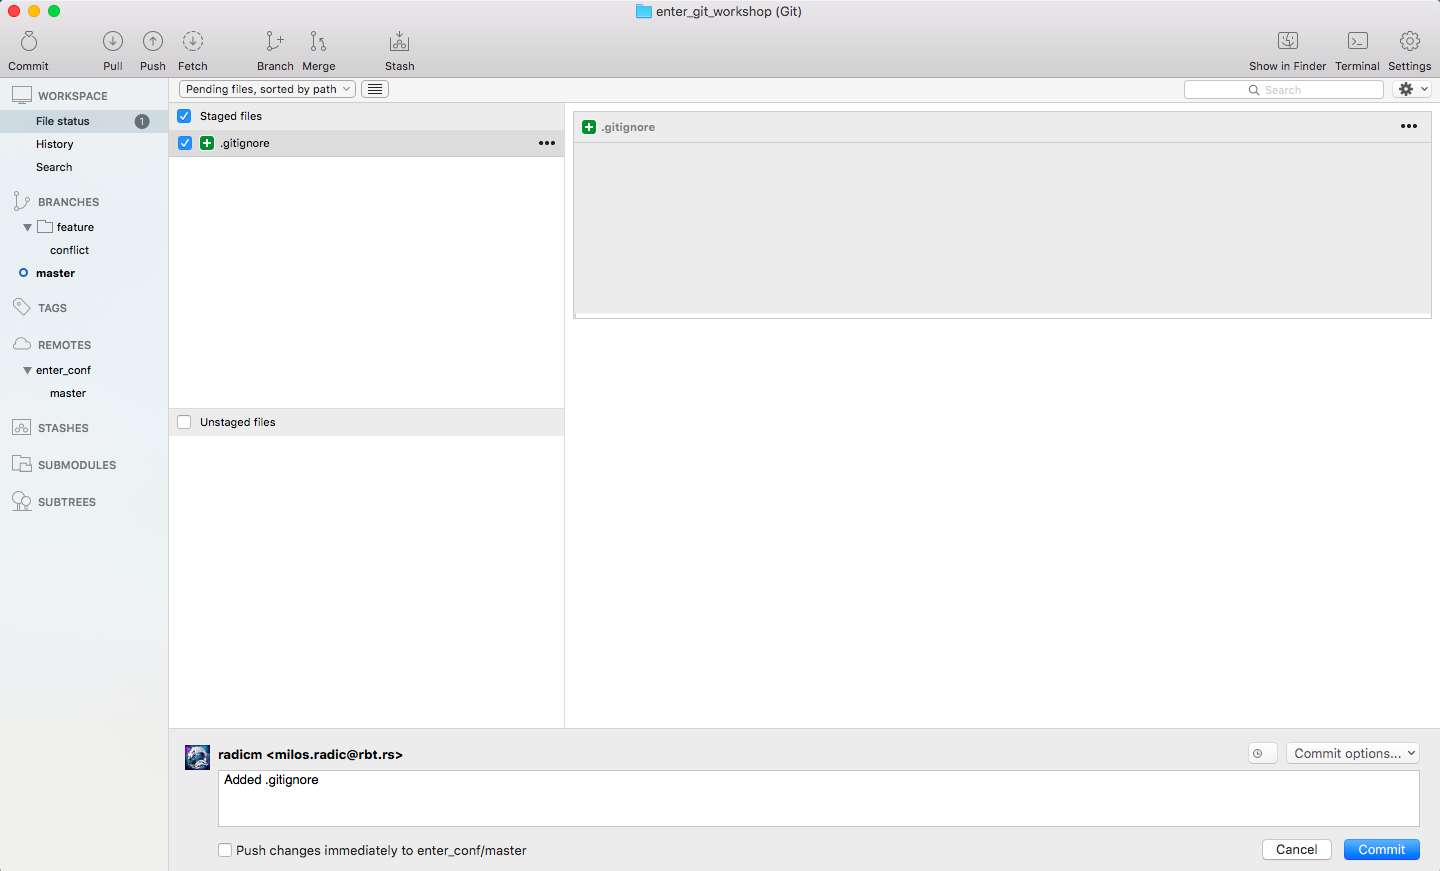 enter_git_workshop (Git)
Commit Pull Push Fetch Branch Merge Stash Show in Finder Terminal Settings
WORKSPACE
File status 1
History
Search
BRANCHES
feature
conflict
master
TAGS
REMOTES
enter_conf
master
STASHES
SUBMODULES
SUBTREES
Pending files, sorted by path
Search
Staged files
.gitignore
Unstaged files
.gitignore
radicm <milos.radic@rbt.rs>
Commit options...
Added .gitignore
Push changes immediately to enter_conf/master
Cancel Commit